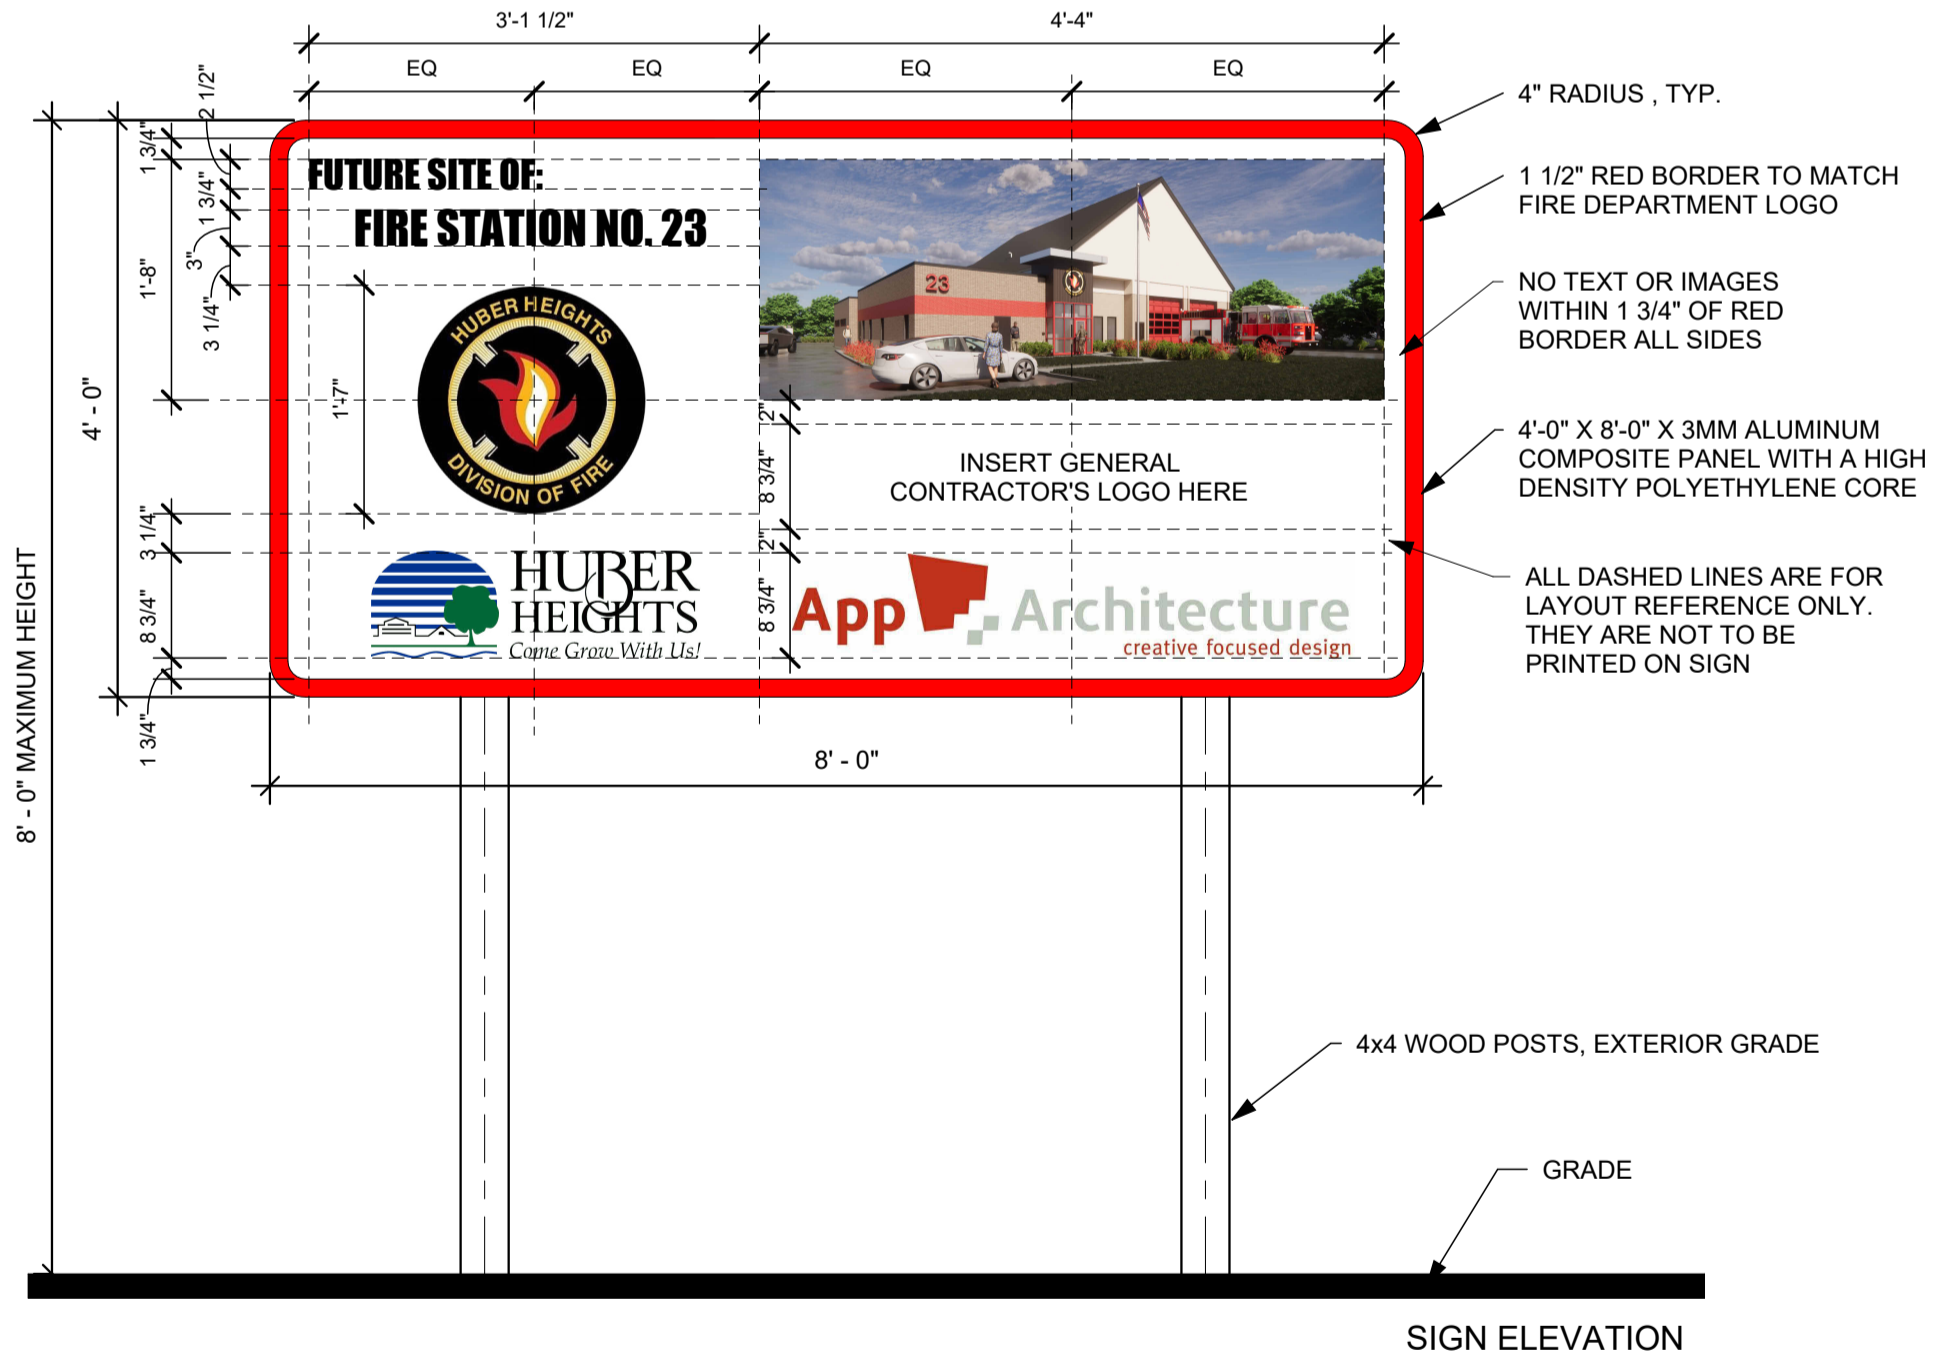 3'-1 1/2"
4'-4"
EQ
EQ
EQ
EQ
2 1/2"
1 3/4"
1 3/4"
3"
1'-8"
3 1/4"
4' - 0"
1'-7"
3 1/4"
8 3/4"
1 3/4"
8' - 0" MAXIMUM HEIGHT
FUTURE SITE OF:
FIRE STATION NO. 23
HUBER HEIGHTS
DIVISION OF FIRE
HUBER
HEIGHTS
Come Grow With Us!
23
2"
8 3/4"
2"
8 3/4"
INSERT GENERAL
CONTRACTOR'S LOGO HERE
App Architecture
creative focused design
8' - 0"
4" RADIUS , TYP.
1 1/2" RED BORDER TO MATCH
FIRE DEPARTMENT LOGO
NO TEXT OR IMAGES
WITHIN 1 3/4" OF RED
BORDER ALL SIDES
4'-0" X 8'-0" X 3MM ALUMINUM
COMPOSITE PANEL WITH A HIGH
DENSITY POLYETHYLENE CORE
ALL DASHED LINES ARE FOR
LAYOUT REFERENCE ONLY.
THEY ARE NOT TO BE
PRINTED ON SIGN
4x4 WOOD POSTS, EXTERIOR GRADE
GRADE
SIGN ELEVATION